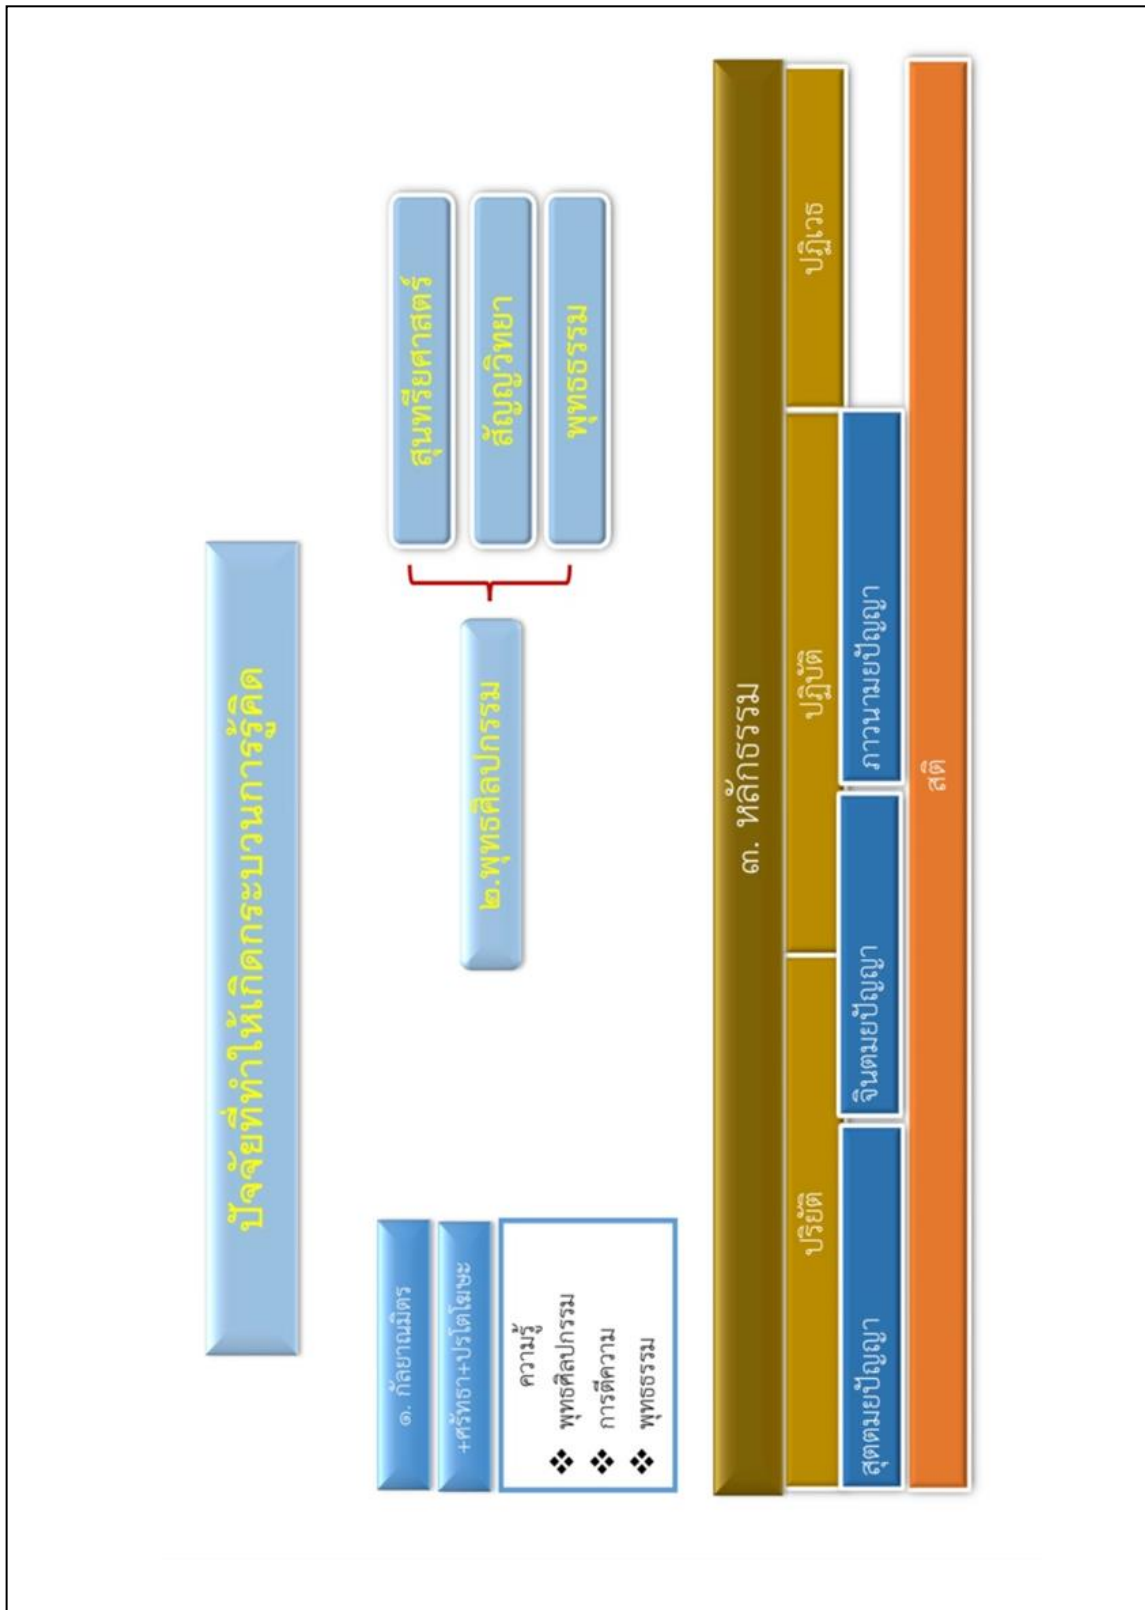 ปัจจัยที่ทำให้เกิดกระบวนการรู้คิด
๑. กัลยาณมิตร
+ศรัทธา+ปรโตโฆษะ
ความรู้
❖ พุทธศิลปกรรม
❖ การตีความ
❖ พุทธธรรม
๒.พุทธศิลปกรรม
สุนทรียศาสตร์
สัญญวิทยา
พุทธธรรม
๓. หลักธรรม
ปริยัติ
ปฏิบัติ
ปฏิเวธ
สุตตมยปัญญา
จินตมยปัญญา
ภาวนามยปัญญา
สติ